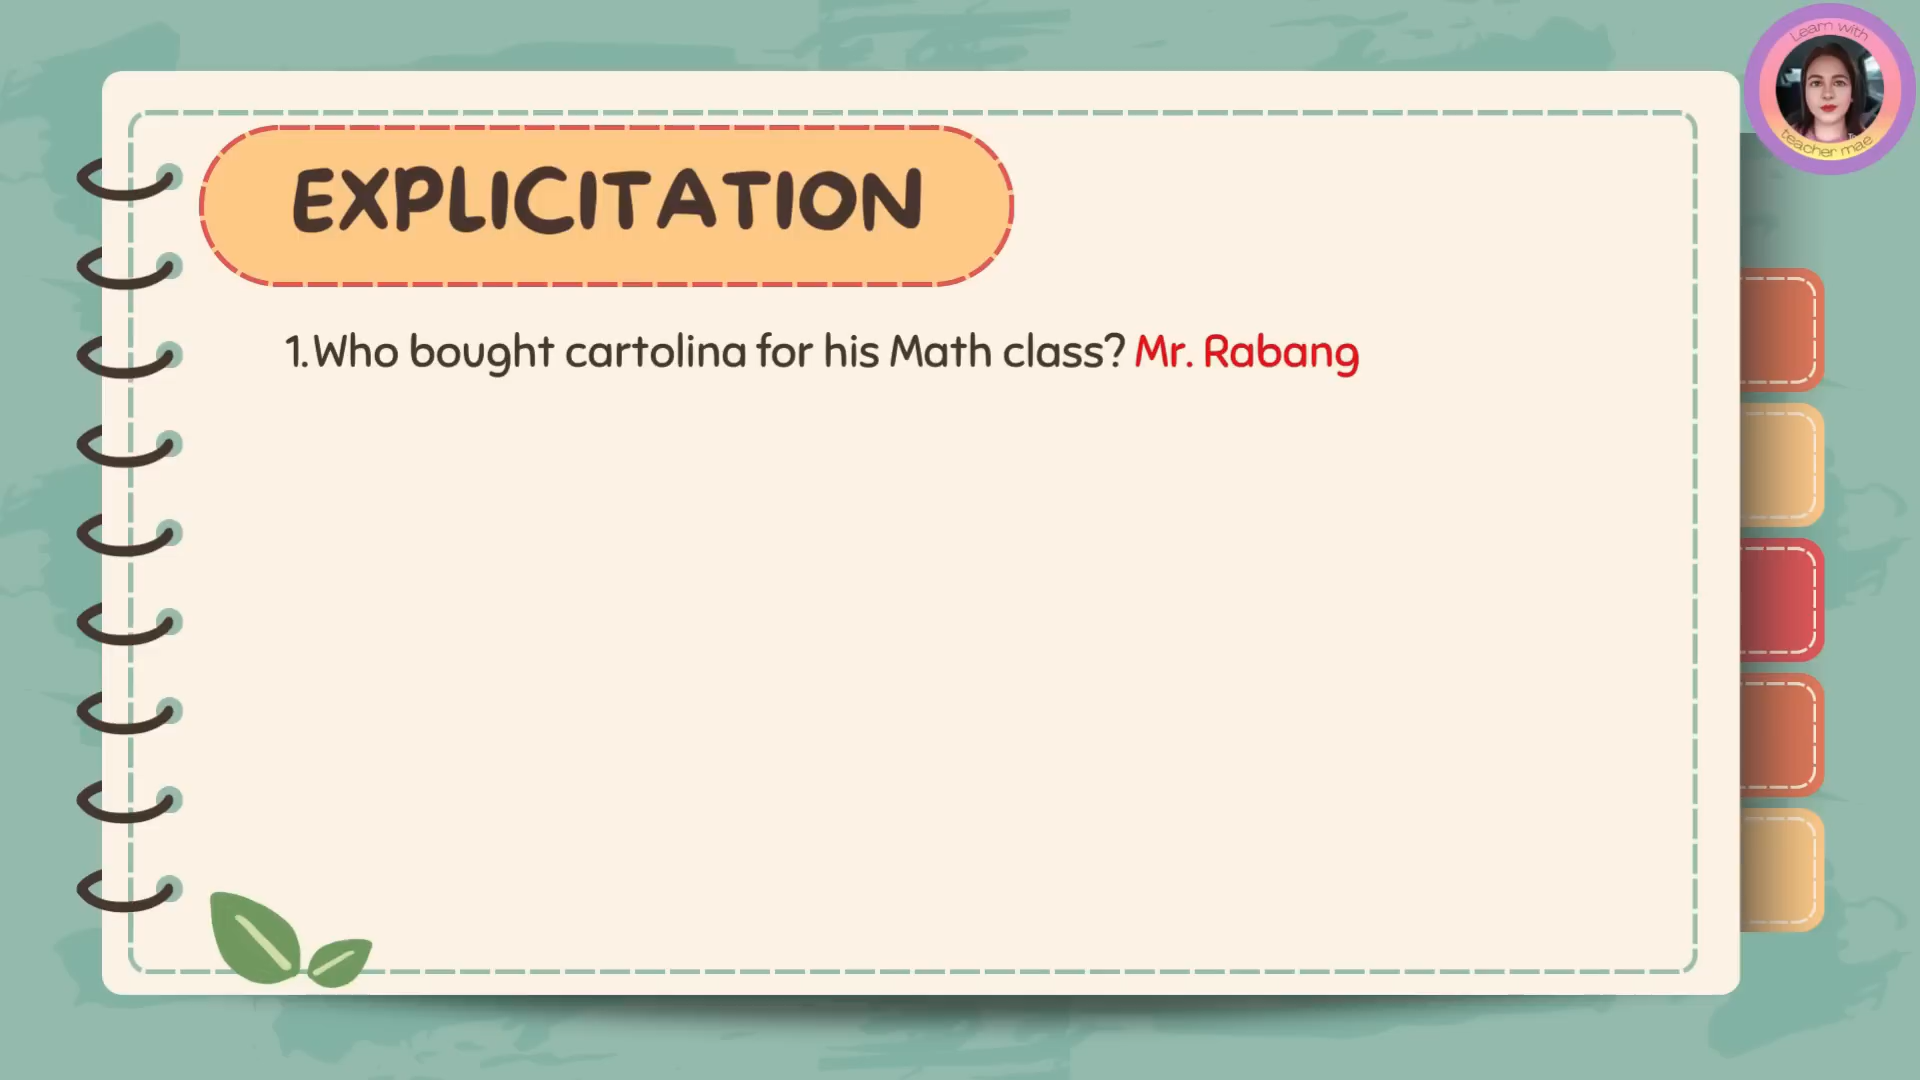 Learn with
teacher mae
EXPLICITATION
1.Who bought cartolina for his Math class? Mr. Rabang